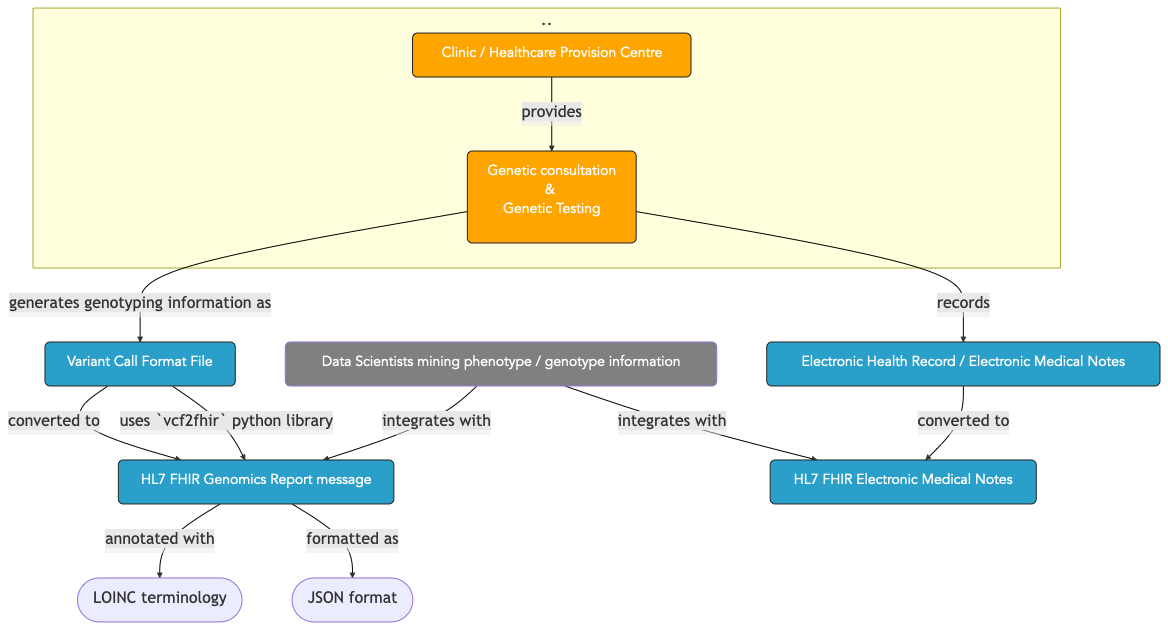 ..
Clinic / Healthcare Provision Centre
provides
Genetic consultation
&
Genetic Testing
generates genotyping information as
records
Variant Call Format File
Data Scientists mining phenotype / genotype information
Electronic Health Record / Electronic Medical Notes
converted to
uses `vcf2fhir` python library
integrates with
integrates with
converted to
HL7 FHIR Genomics Report message
HL7 FHIR Electronic Medical Notes
annotated with
formatted as
LOINC terminology
JSON format